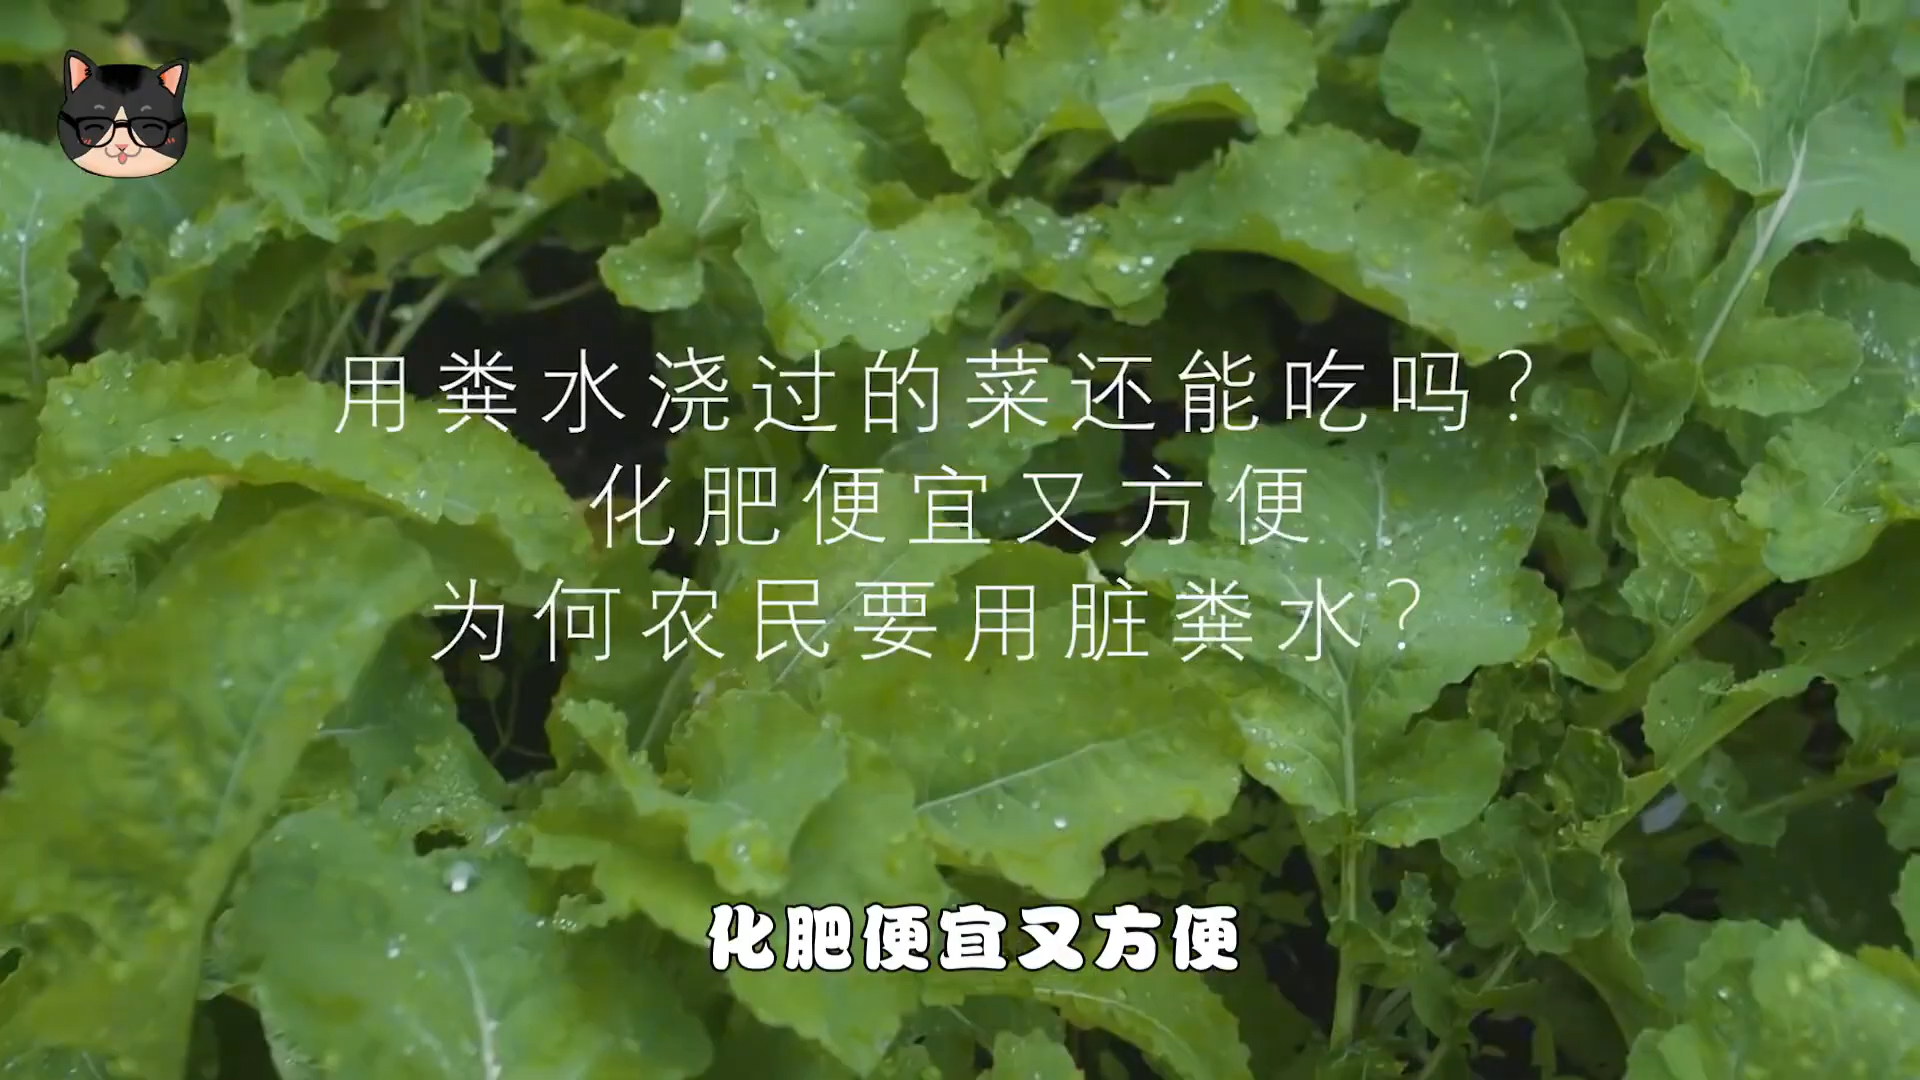 用粪水浇过的菜还能吃吗？
化肥便宜又方便
为何农民要用脏粪水？
化肥便宜又方便